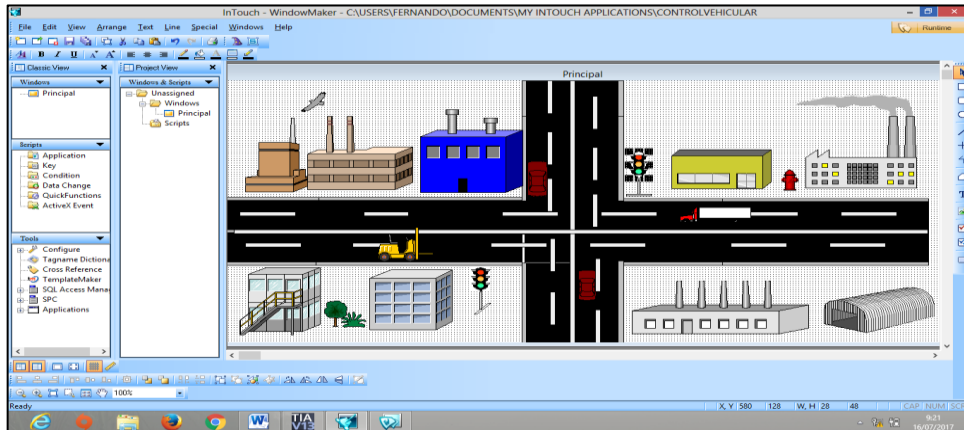 InTouch - WindowMaker - C:\USERS\FERNANDO\DOCUMENTS\MY INTOUCH APPLICATIONS\CONTROLVEHICULAR
File Edit View Arrange Text Line Special Windows Help
Runtime
B I U A A
Classic View
Windows
Principal
Scripts
Application
Key
Condition
Data Change
QuickFunctions
ActiveX Event
Tools
Configure
Tagname Dictiona
Cross Reference
TemplateMaker
SQL Access Mana
SPC
Applications
Project View
Windows & Scripts
Unassigned
Windows
Principal
Scripts
Principal
100%
Ready
X, Y 580 128 W, H 28 48 CAP NUM SCR
W TIA V13
9:21
16/07/2017